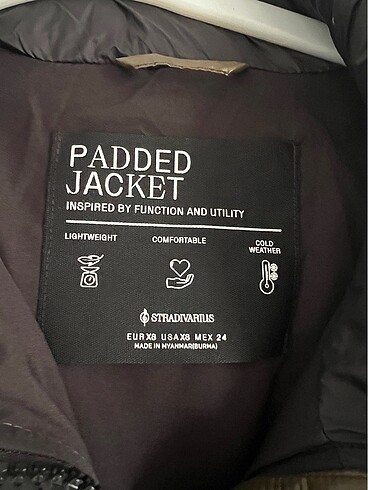 PADDED
JACKET
INSPIRED BY FUNCTION AND UTILITY
LIGHTWEIGHT
COMFORTABLE
COLD
WEATHER
STRADIVARIUS
EUR XS USA XS MEX 24
MADE IN MYANMAR(BURMA)